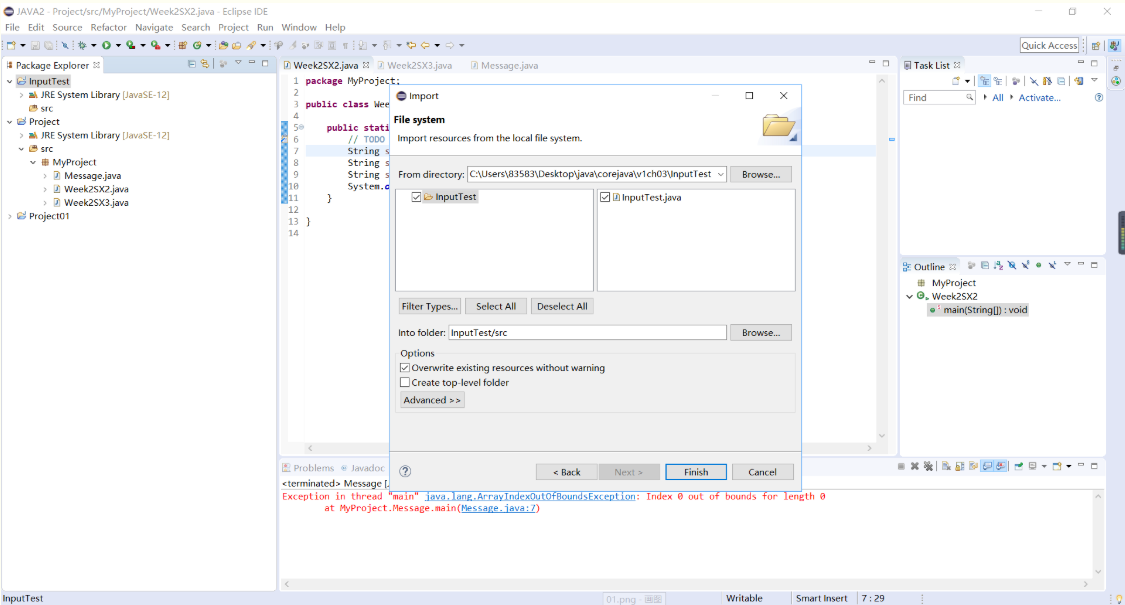 JAVA2 - Project/src/MyProject/Week2SX2.java - Eclipse IDE
File Edit Source Refactor Navigate Search Project Run Window Help
Quick Access
Package Explorer
InputTest
JRE System Library [JavaSE-12]
src
Project
JRE System Library [JavaSE-12]
src
MyProject
Message.java
Week2SX2.java
Week2SX3.java
Project01
Week2SX2.java Week2SX3.java Message.java
1 package MyProject;
2
3 public class Wee
4
5 public stati
6 // TODO
7 String s
8 String s
9 String s
10 System.o
11 }
12
13 }
14
Import
File system
Import resources from the local file system.
From directory: C:\Users\83583\Desktop\java\corejava\v1ch03\InputTest Browse...
InputTest
InputTest.java
Filter Types... Select All Deselect All
Into folder: InputTest/src Browse...
Options
Overwrite existing resources without warning
Create top-level folder
Advanced >>
< Back Next > Finish Cancel
Task List
Find All Activate...
Outline
MyProject
Week2SX2
main(String[]) : void
Problems Javadoc
<terminated> Message [
Exception in thread "main" java.lang.ArrayIndexOutOfBoundsException: Index 0 out of bounds for length 0
at MyProject.Message.main(Message.java:7)
InputTest
01.png - 画图
Writable Smart Insert 7 : 29